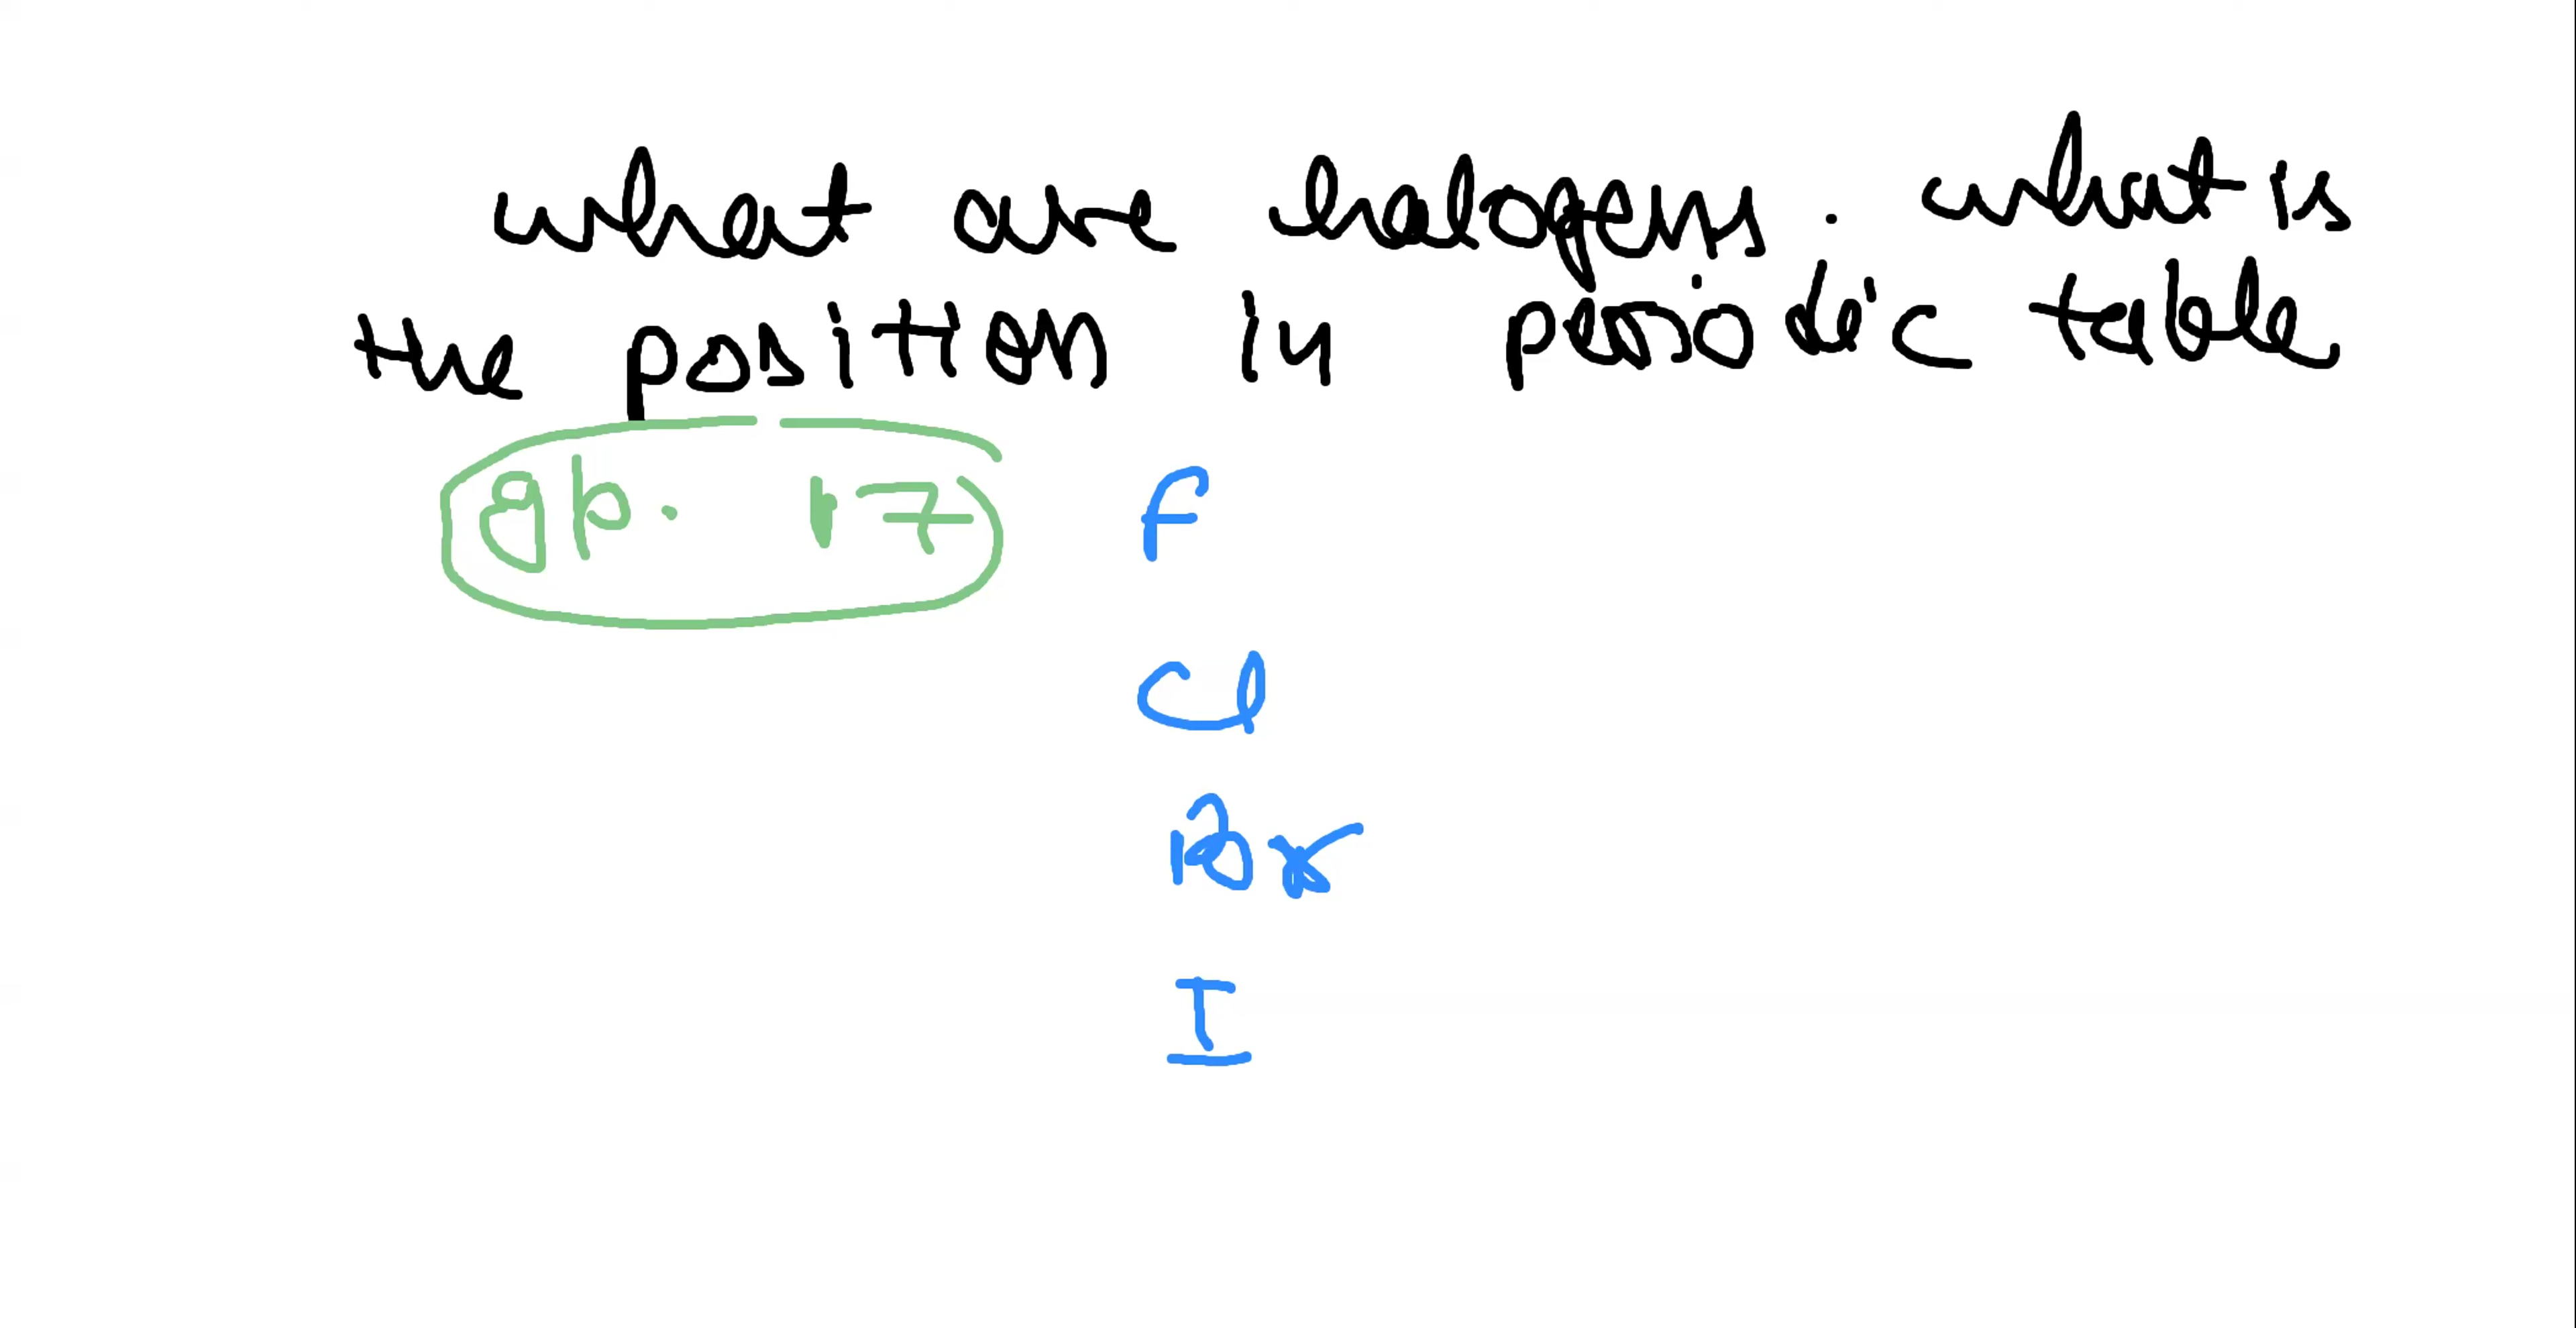 what are halogens. what is
the position in periodic table
gp. 17
F
Cl
Br
I